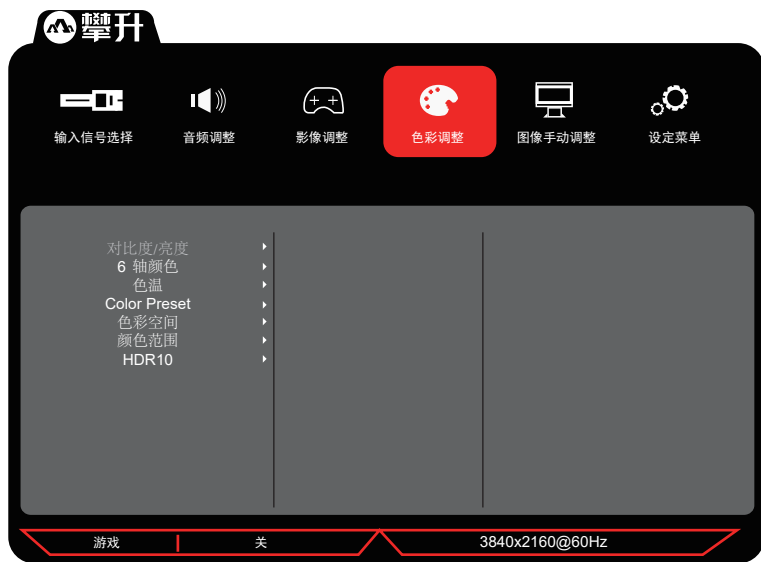 攀升
输入信号选择
音频调整
影像调整
色彩调整
图像手动调整
设定菜单
对比度/亮度
6 轴颜色
色温
Color Preset
色彩空间
颜色范围
HDR10
游戏
关
3840x2160@60Hz